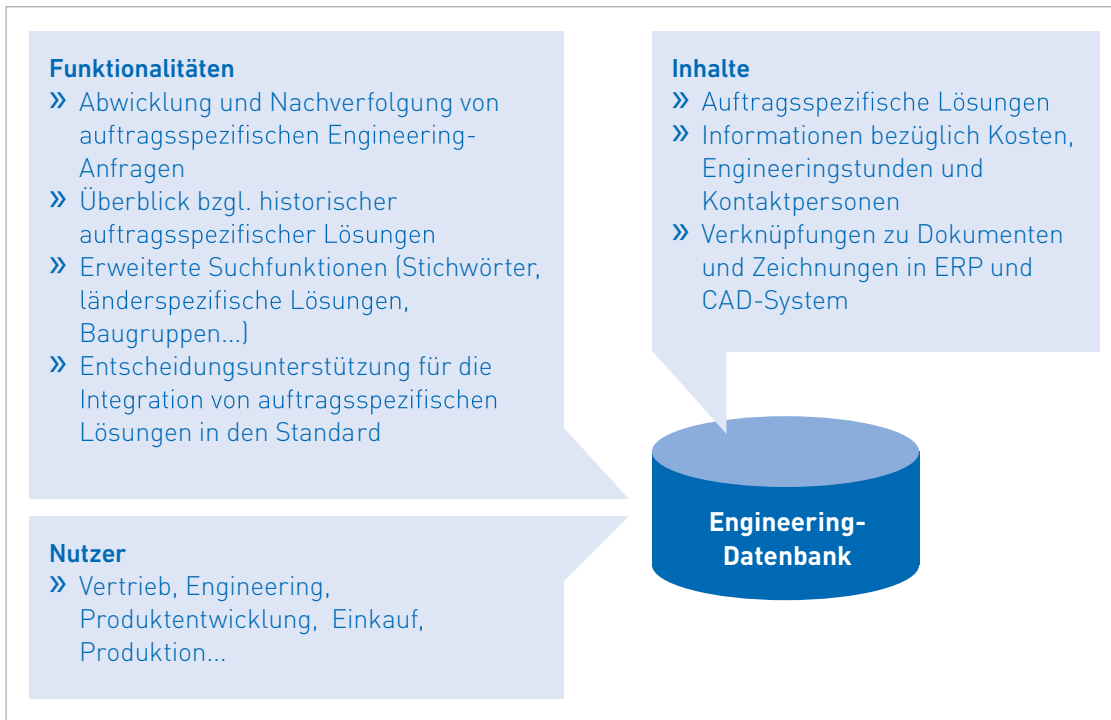 Funktionalitäten
» Abwicklung und Nachverfolgung von
auftragsspezifischen Engineering-
Anfragen
» Überblick bzgl. historischer
auftragsspezifischer Lösungen
» Erweiterte Suchfunktionen (Stichwörter,
länderspezifische Lösungen,
Baugruppen...)
» Entscheidungsunterstützung für die
Integration von auftragsspezifischen
Lösungen in den Standard
Inhalte
» Auftragsspezifische Lösungen
» Informationen bezüglich Kosten,
Engineeringstunden und
Kontaktpersonen
» Verknüpfungen zu Dokumenten
und Zeichnungen in ERP und
CAD-System
Nutzer
» Vertrieb, Engineering,
Produktentwicklung, Einkauf,
Produktion...
Engineering-
Datenbank